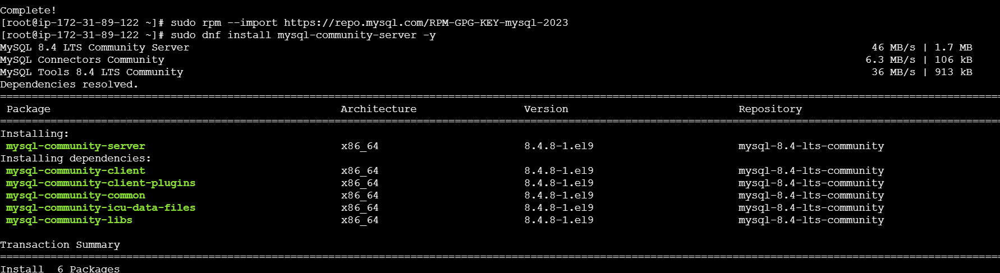 Complete!
[root@ip-172-31-89-122 ~]# sudo rpm --import https://repo.mysql.com/RPM-GPG-KEY-mysql-2023
[root@ip-172-31-89-122 ~]# sudo dnf install mysql-community-server -y
MySQL 8.4 LTS Community Server 46 MB/s | 1.7 MB
MySQL Connectors Community 6.3 MB/s | 106 kB
MySQL Tools 8.4 LTS Community 36 MB/s | 913 kB
Dependencies resolved.
Package Architecture Version Repository
Installing:
mysql-community-server x86_64 8.4.8-1.el9 mysql-8.4-lts-community
Installing dependencies:
mysql-community-client x86_64 8.4.8-1.el9 mysql-8.4-lts-community
mysql-community-client-plugins x86_64 8.4.8-1.el9 mysql-8.4-lts-community
mysql-community-common x86_64 8.4.8-1.el9 mysql-8.4-lts-community
mysql-community-icu-data-files x86_64 8.4.8-1.el9 mysql-8.4-lts-community
mysql-community-libs x86_64 8.4.8-1.el9 mysql-8.4-lts-community
Transaction Summary
Install 6 Packages